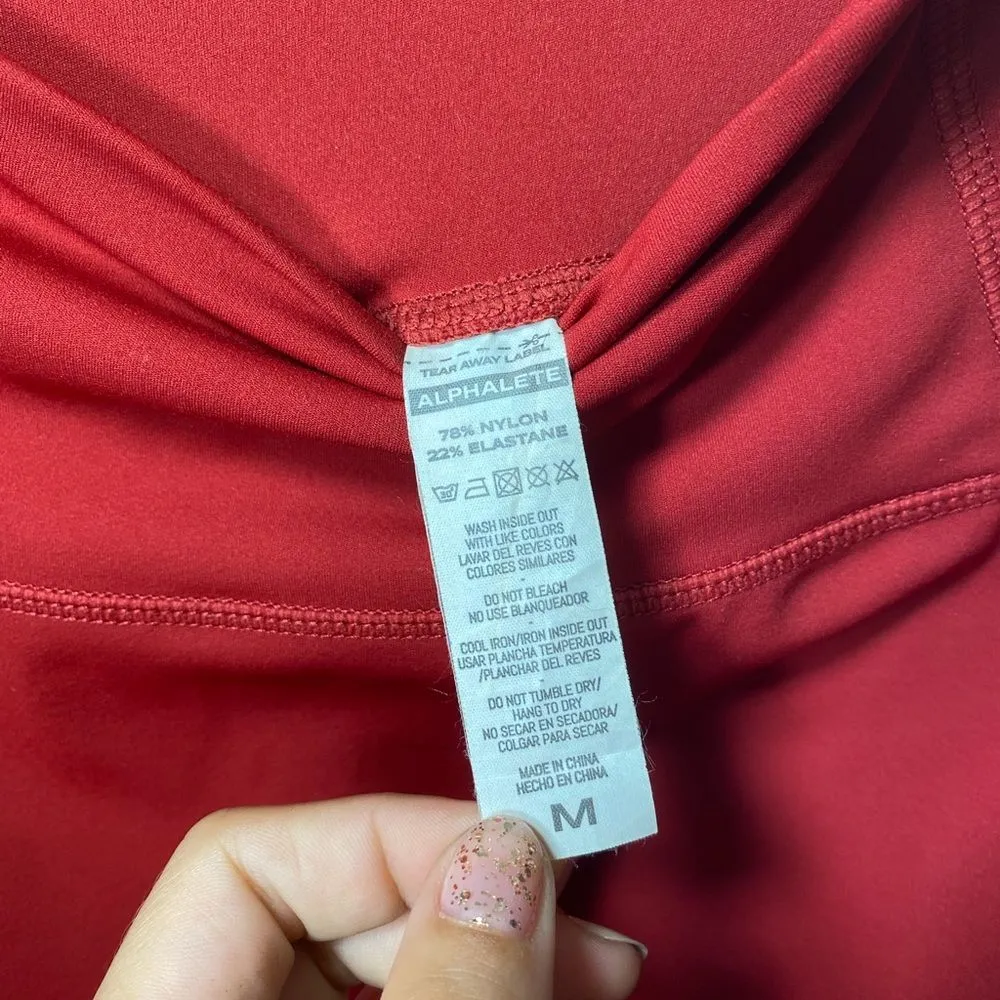 TEAR AWAY LABEL
ALPHALETE
78% NYLON
22% ELASTANE
30°
WASH INSIDE OUT
WITH LIKE COLORS
LAVAR DEL REVES CON
COLORES SIMILARES
-
DO NOT BLEACH
NO USE BLANQUEADOR
-
COOL IRON/IRON INSIDE OUT
USAR PLANCHA TEMPERATURA
/PLANCHAR DEL REVES
-
DO NOT TUMBLE DRY/
HANG TO DRY
NO SECAR EN SECADORA/
COLGAR PARA SECAR
-
MADE IN CHINA
HECHO EN CHINA
M